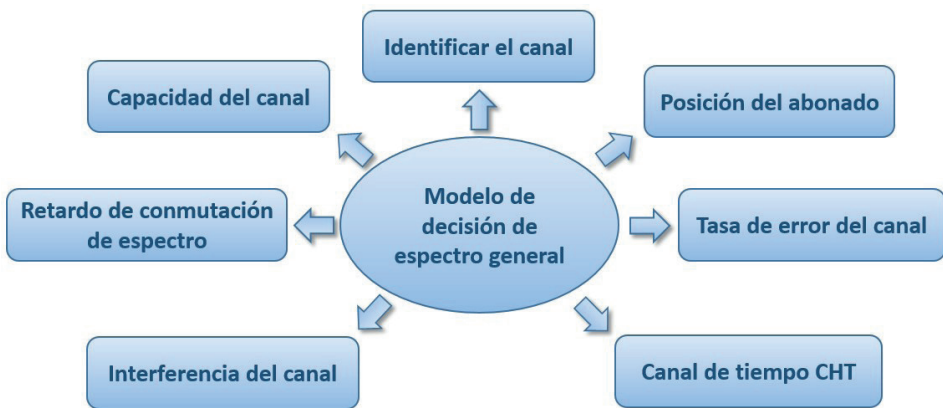 Identificar el canal
Capacidad del canal
Posición del abonado
Retardo de conmutación
de espectro
Modelo de
decisión de
espectro general
Tasa de error del canal
Interferencia del canal
Canal de tiempo CHT